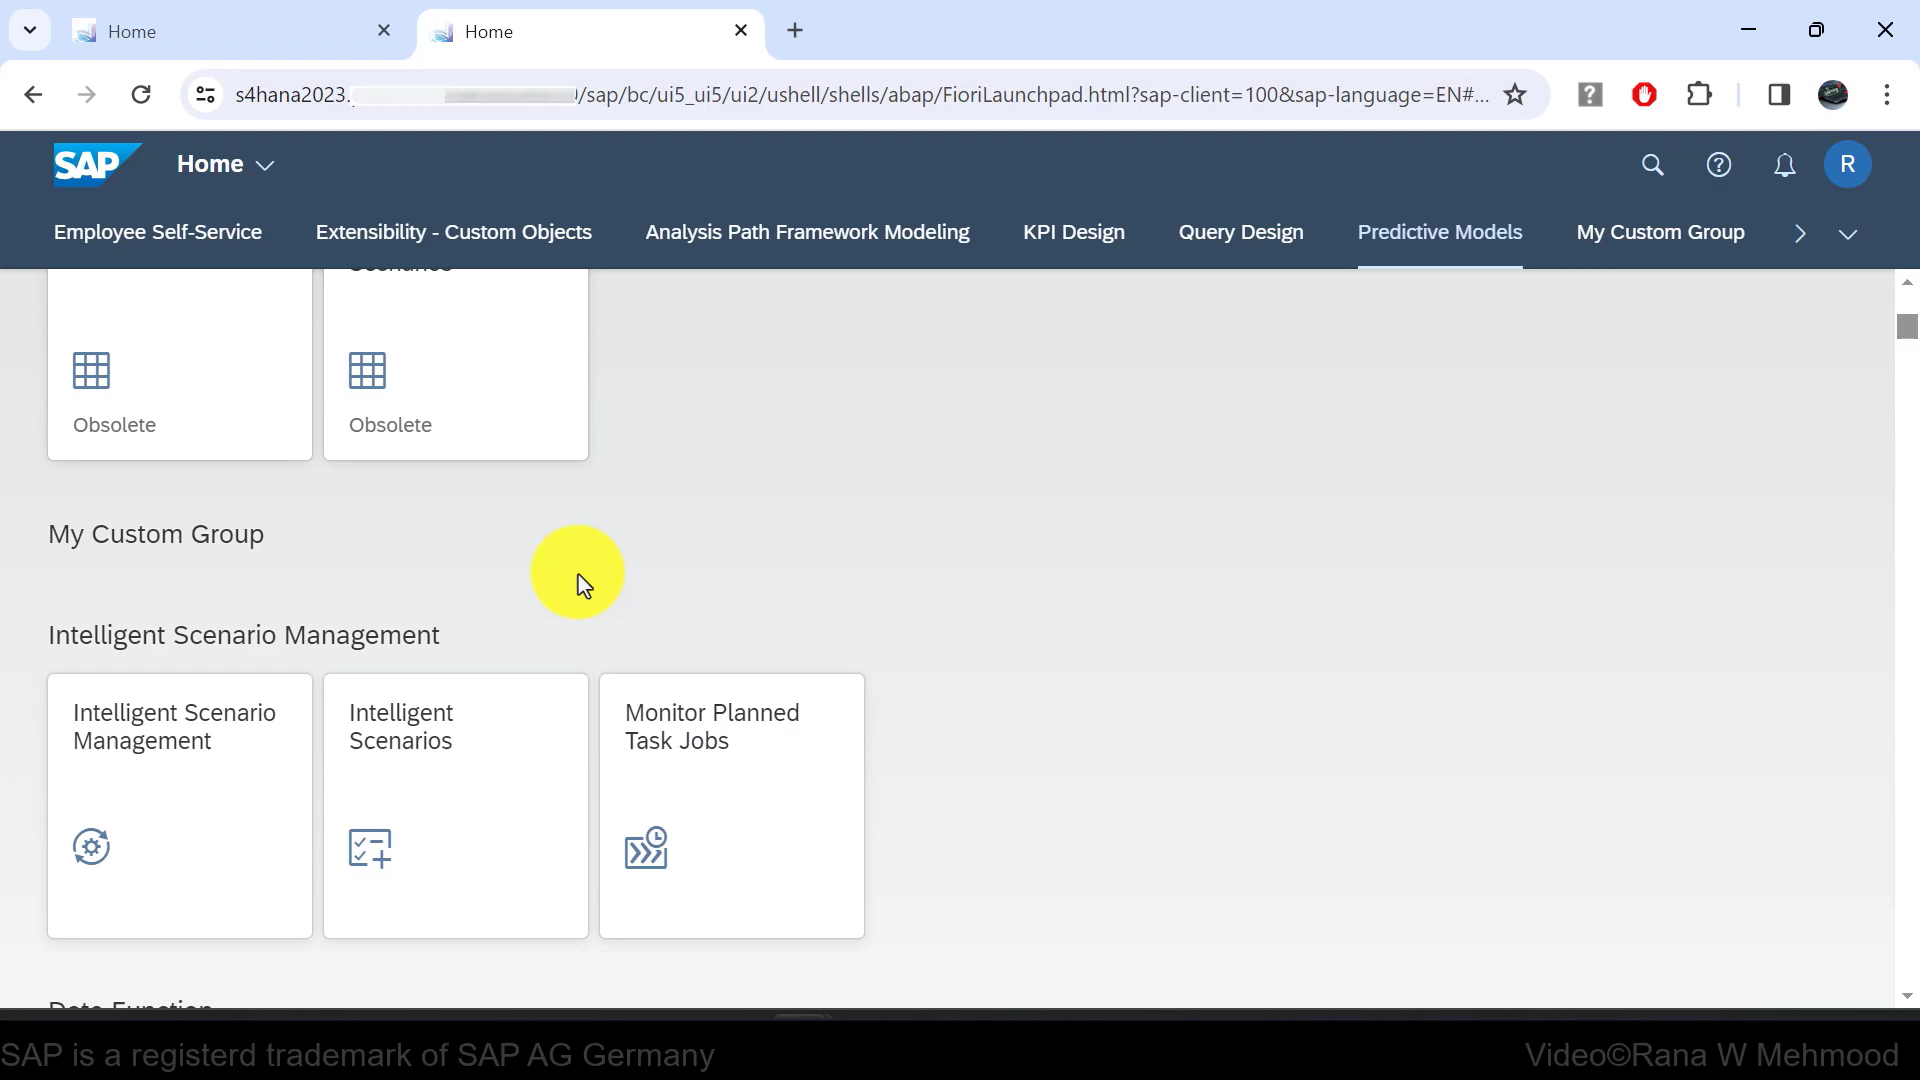 Home
Home
s4hana2023.
/sap/bc/ui5_ui5/ui2/ushell/shells/abap/FioriLaunchpad.html?sap-client=100&sap-language=EN#...
SAP
Home
R
Employee Self-Service
Extensibility - Custom Objects
Analysis Path Framework Modeling
KPI Design
Query Design
Predictive Models
My Custom Group
Scenarios
Obsolete
Obsolete
My Custom Group
Intelligent Scenario Management
Intelligent Scenario
Management
Intelligent
Scenarios
Monitor Planned
Task Jobs
Date Function
SAP is a registerd trademark of SAP AG Germany
Video©Rana W Mehmood